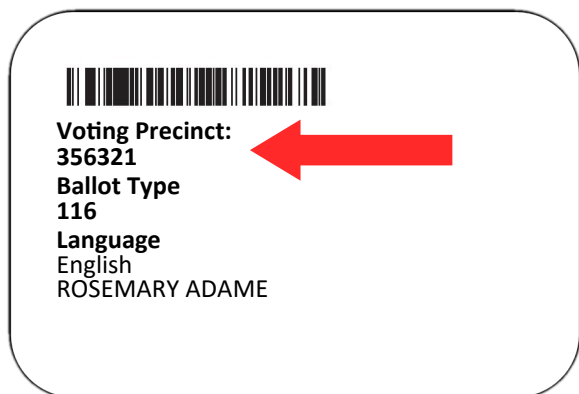 Voting Precinct:
356321
Ballot Type
116
Language
English
ROSEMARY ADAME